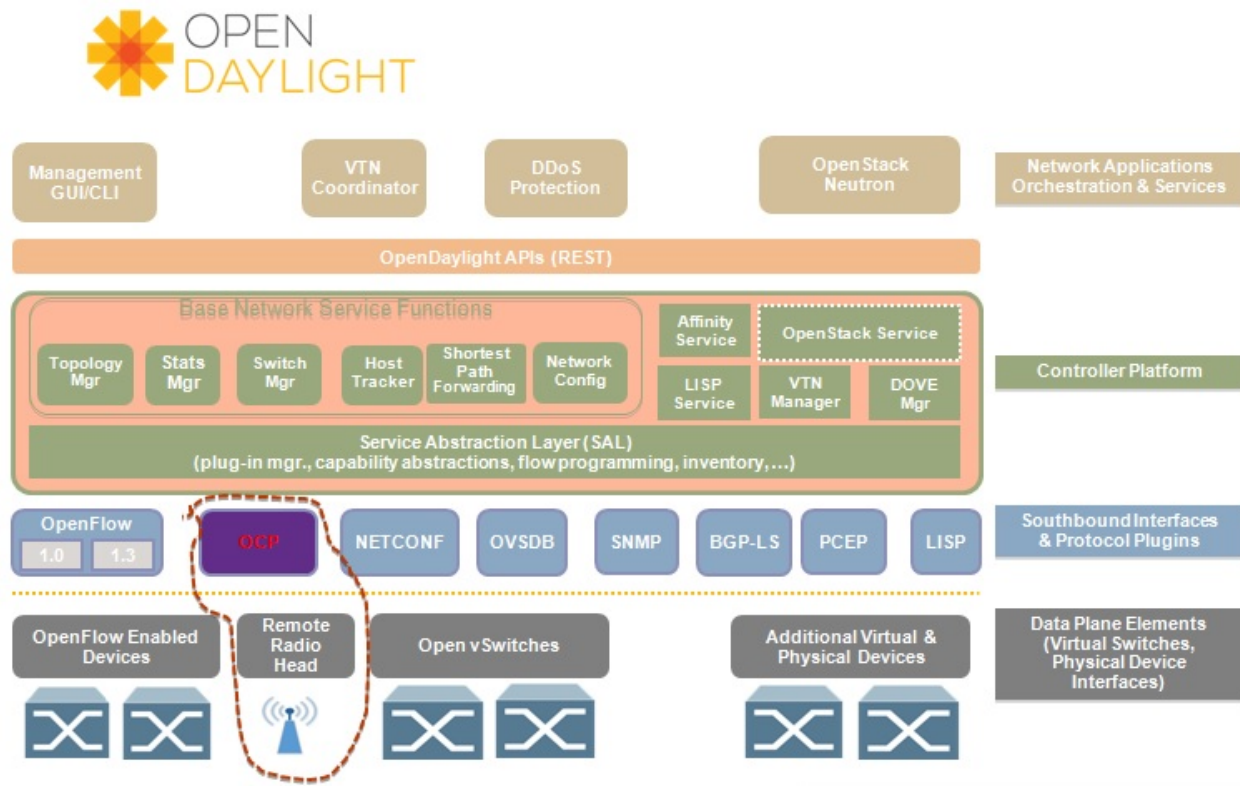 OPEN
DAYLIGHT
Management
GUI/CLI
VTN
Coordinator
DDoS
Protection
OpenStack
Neutron
Network Applications
Orchestration & Services
OpenDaylight APIs (REST)
Base Network Service Functions
Topology
Mgr
Stats
Mgr
Switch
Mgr
Host
Tracker
Shortest
Path
Forwarding
Network
Config
Affinity
Service
OpenStack Service
LISP
Service
VTN
Manager
DOVE
Mgr
Controller Platform
Service Abstraction Layer (SAL)
(plug-in mgr., capability abstractions, flow programming, inventory, …)
OpenFlow
1.0
1.3
OCP
NETCONF
OVSDB
SNMP
BGP-LS
PCEP
LISP
Southbound Interfaces
& Protocol Plugins
OpenFlow Enabled
Devices
Remote
Radio
Head
Open vSwitches
Additional Virtual &
Physical Devices
Data Plane Elements
(Virtual Switches,
Physical Device
Interfaces)